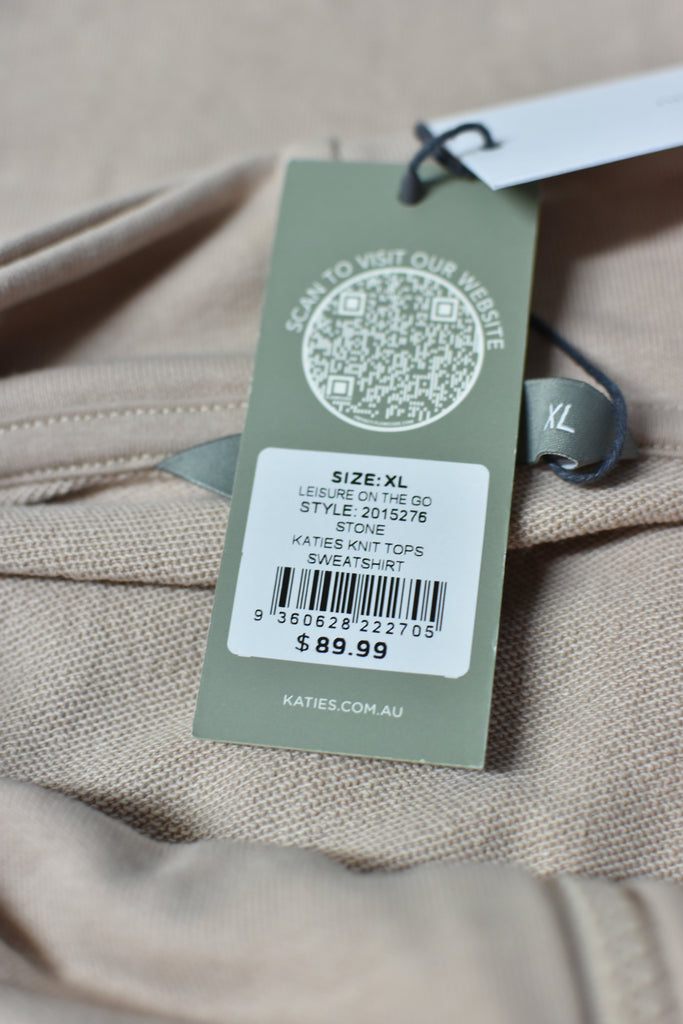 SCAN TO VISIT OUR WEBSITE
XL
SIZE: XL
LEISURE ON THE GO
STYLE: 2015276
STONE
KATIES KNIT TOPS
SWEATSHIRT
9 360628 222705
$89.99
KATIES.COM.AU